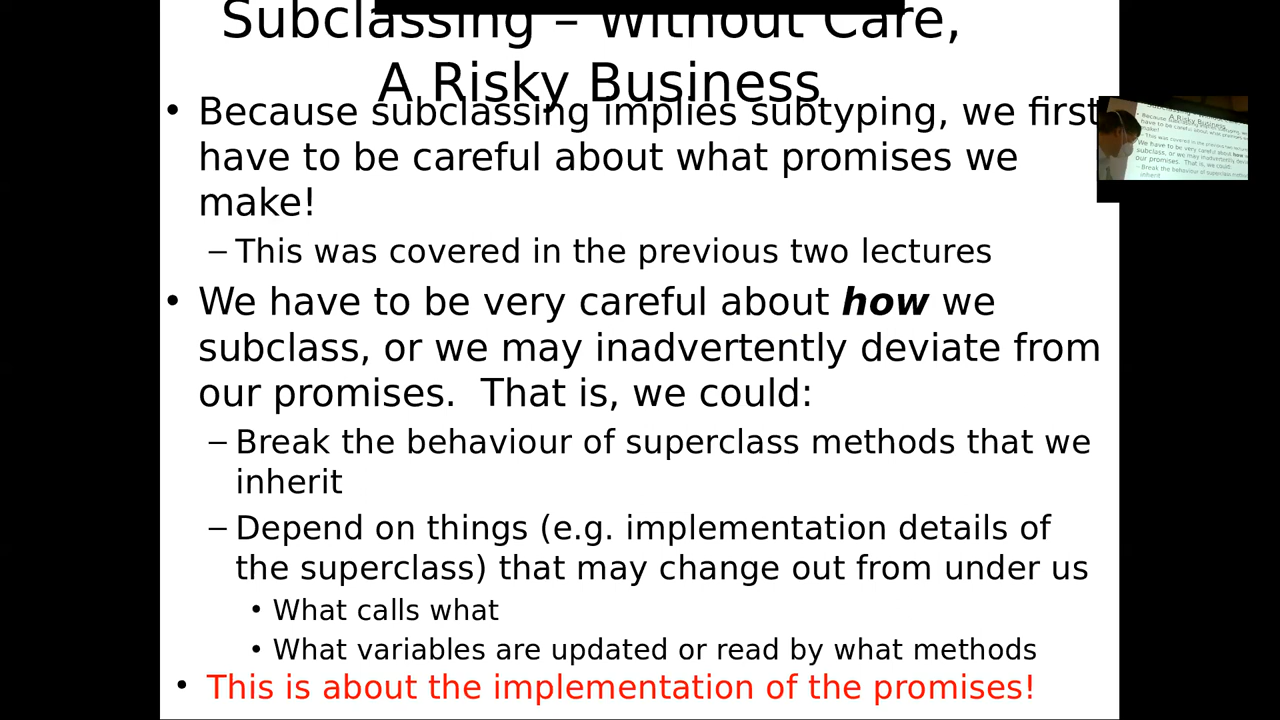 Subclassing – Without Care,
A Risky Business
• Because subclassing implies subtyping, we first
have to be careful about what promises we
make!
– This was covered in the previous two lectures
• We have to be very careful about how we
subclass, or we may inadvertently deviate from
our promises.  That is, we could:
– Break the behaviour of superclass methods that we
inherit
– Depend on things (e.g. implementation details of
the superclass) that may change out from under us
• What calls what
• What variables are updated or read by what methods
• This is about the implementation of the promises!